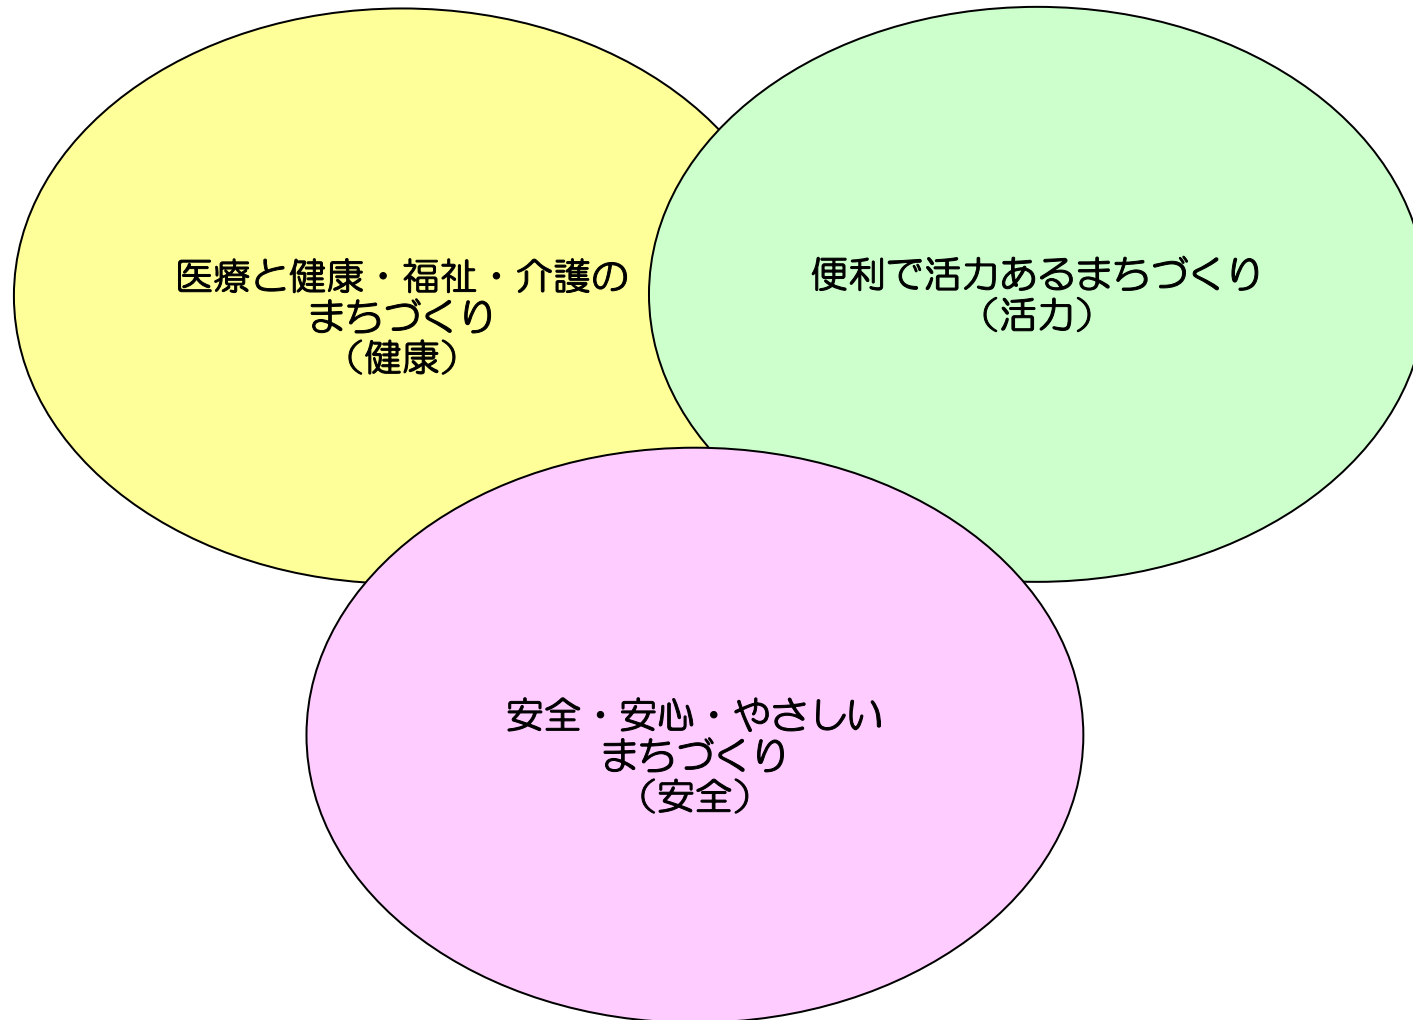 医療と健康・福祉・介護の
まちづくり
（健康）
便利で活力あるまちづくり
（活力）
安全・安心・やさしい
まちづくり
（安全）